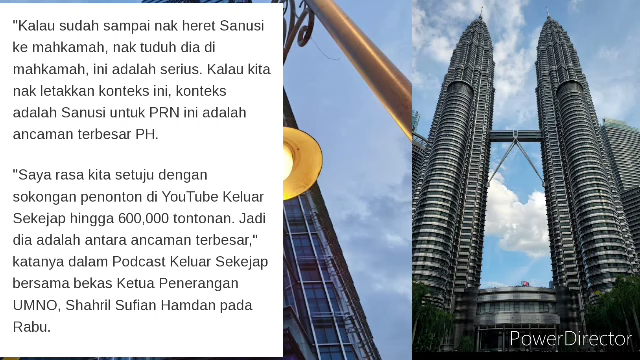 "Kalau sudah sampai nak heret Sanusi
ke mahkamah, nak tuduh dia di
mahkamah, ini adalah serius. Kalau kita
nak letakkan konteks ini, konteks
adalah Sanusi untuk PRN ini adalah
ancaman terbesar PH.
"Saya rasa kita setuju dengan
sokongan penonton di YouTube Keluar
Sekejap hingga 600,000 tontonan. Jadi
dia adalah antara ancaman terbesar,"
katanya dalam Podcast Keluar Sekejap
bersama bekas Ketua Penerangan
UMNO, Shahril Sufian Hamdan pada
Rabu.
PowerDirector